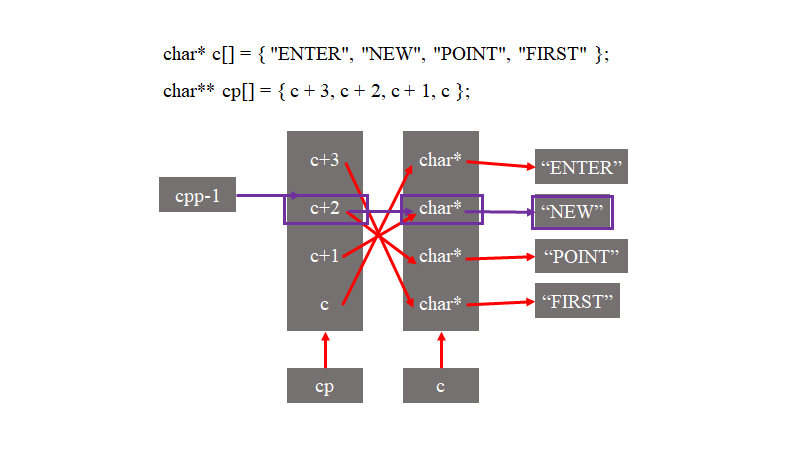 char* c[] = { "ENTER", "NEW", "POINT", "FIRST" };
char** cp[] = { c + 3, c + 2, c + 1, c };
c+3 char* “ENTER”
cpp-1 c+2 char* “NEW”
c+1 char* “POINT”
c char* “FIRST”
cp c